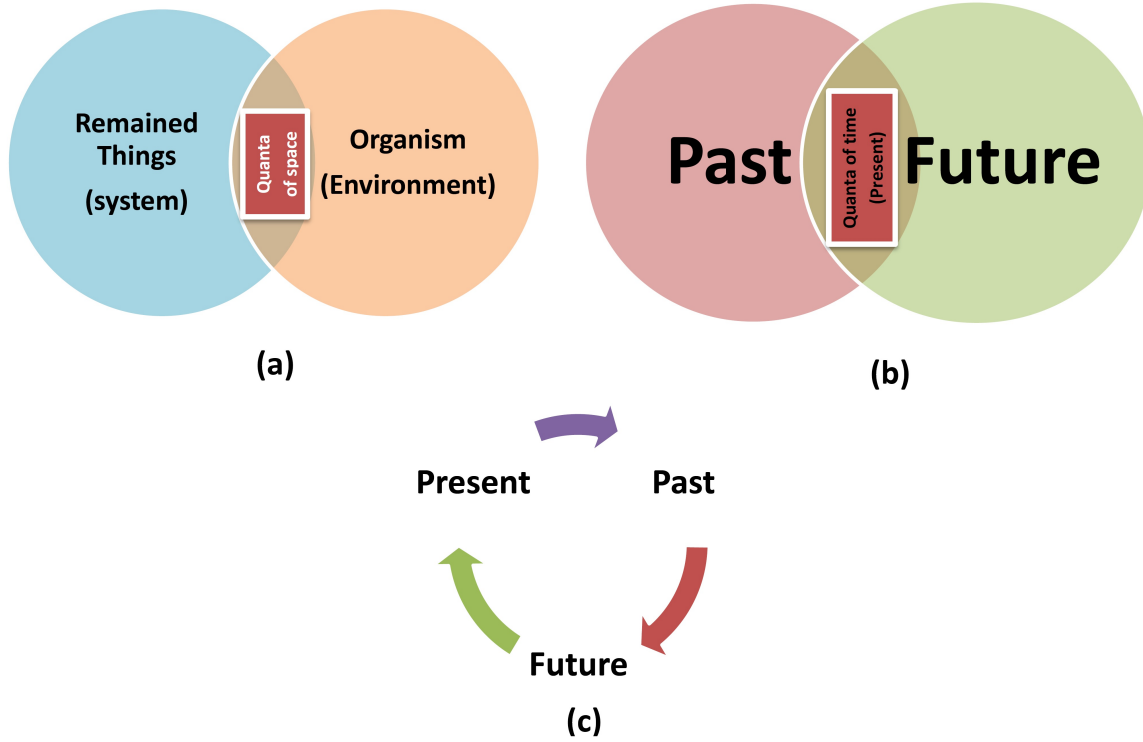 Remained
Things
(system)
Quanta
of space
Organism
(Environment)
(a)
Past
Quanta of time
(Present)
Future
(b)
Present
Past
Future
(c)